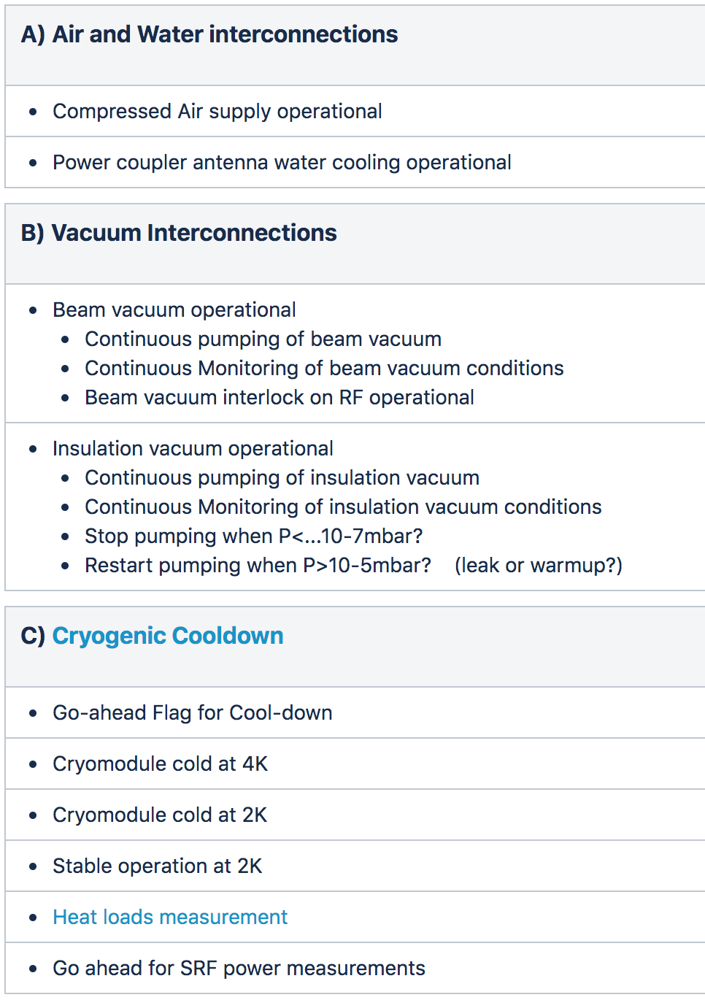 A) Air and Water interconnections
Compressed Air supply operational
Power coupler antenna water cooling operational
B) Vacuum Interconnections
Beam vacuum operational
Continuous pumping of beam vacuum
Continuous Monitoring of beam vacuum conditions
Beam vacuum interlock on RF operational
Insulation vacuum operational
Continuous pumping of insulation vacuum
Continuous Monitoring of insulation vacuum conditions
Stop pumping when P<...10-7mbar?
Restart pumping when P>10-5mbar? (leak or warmup?)
C) Cryogenic Cooldown
Go-ahead Flag for Cool-down
Cryomodule cold at 4K
Cryomodule cold at 2K
Stable operation at 2K
Heat loads measurement
Go ahead for SRF power measurements